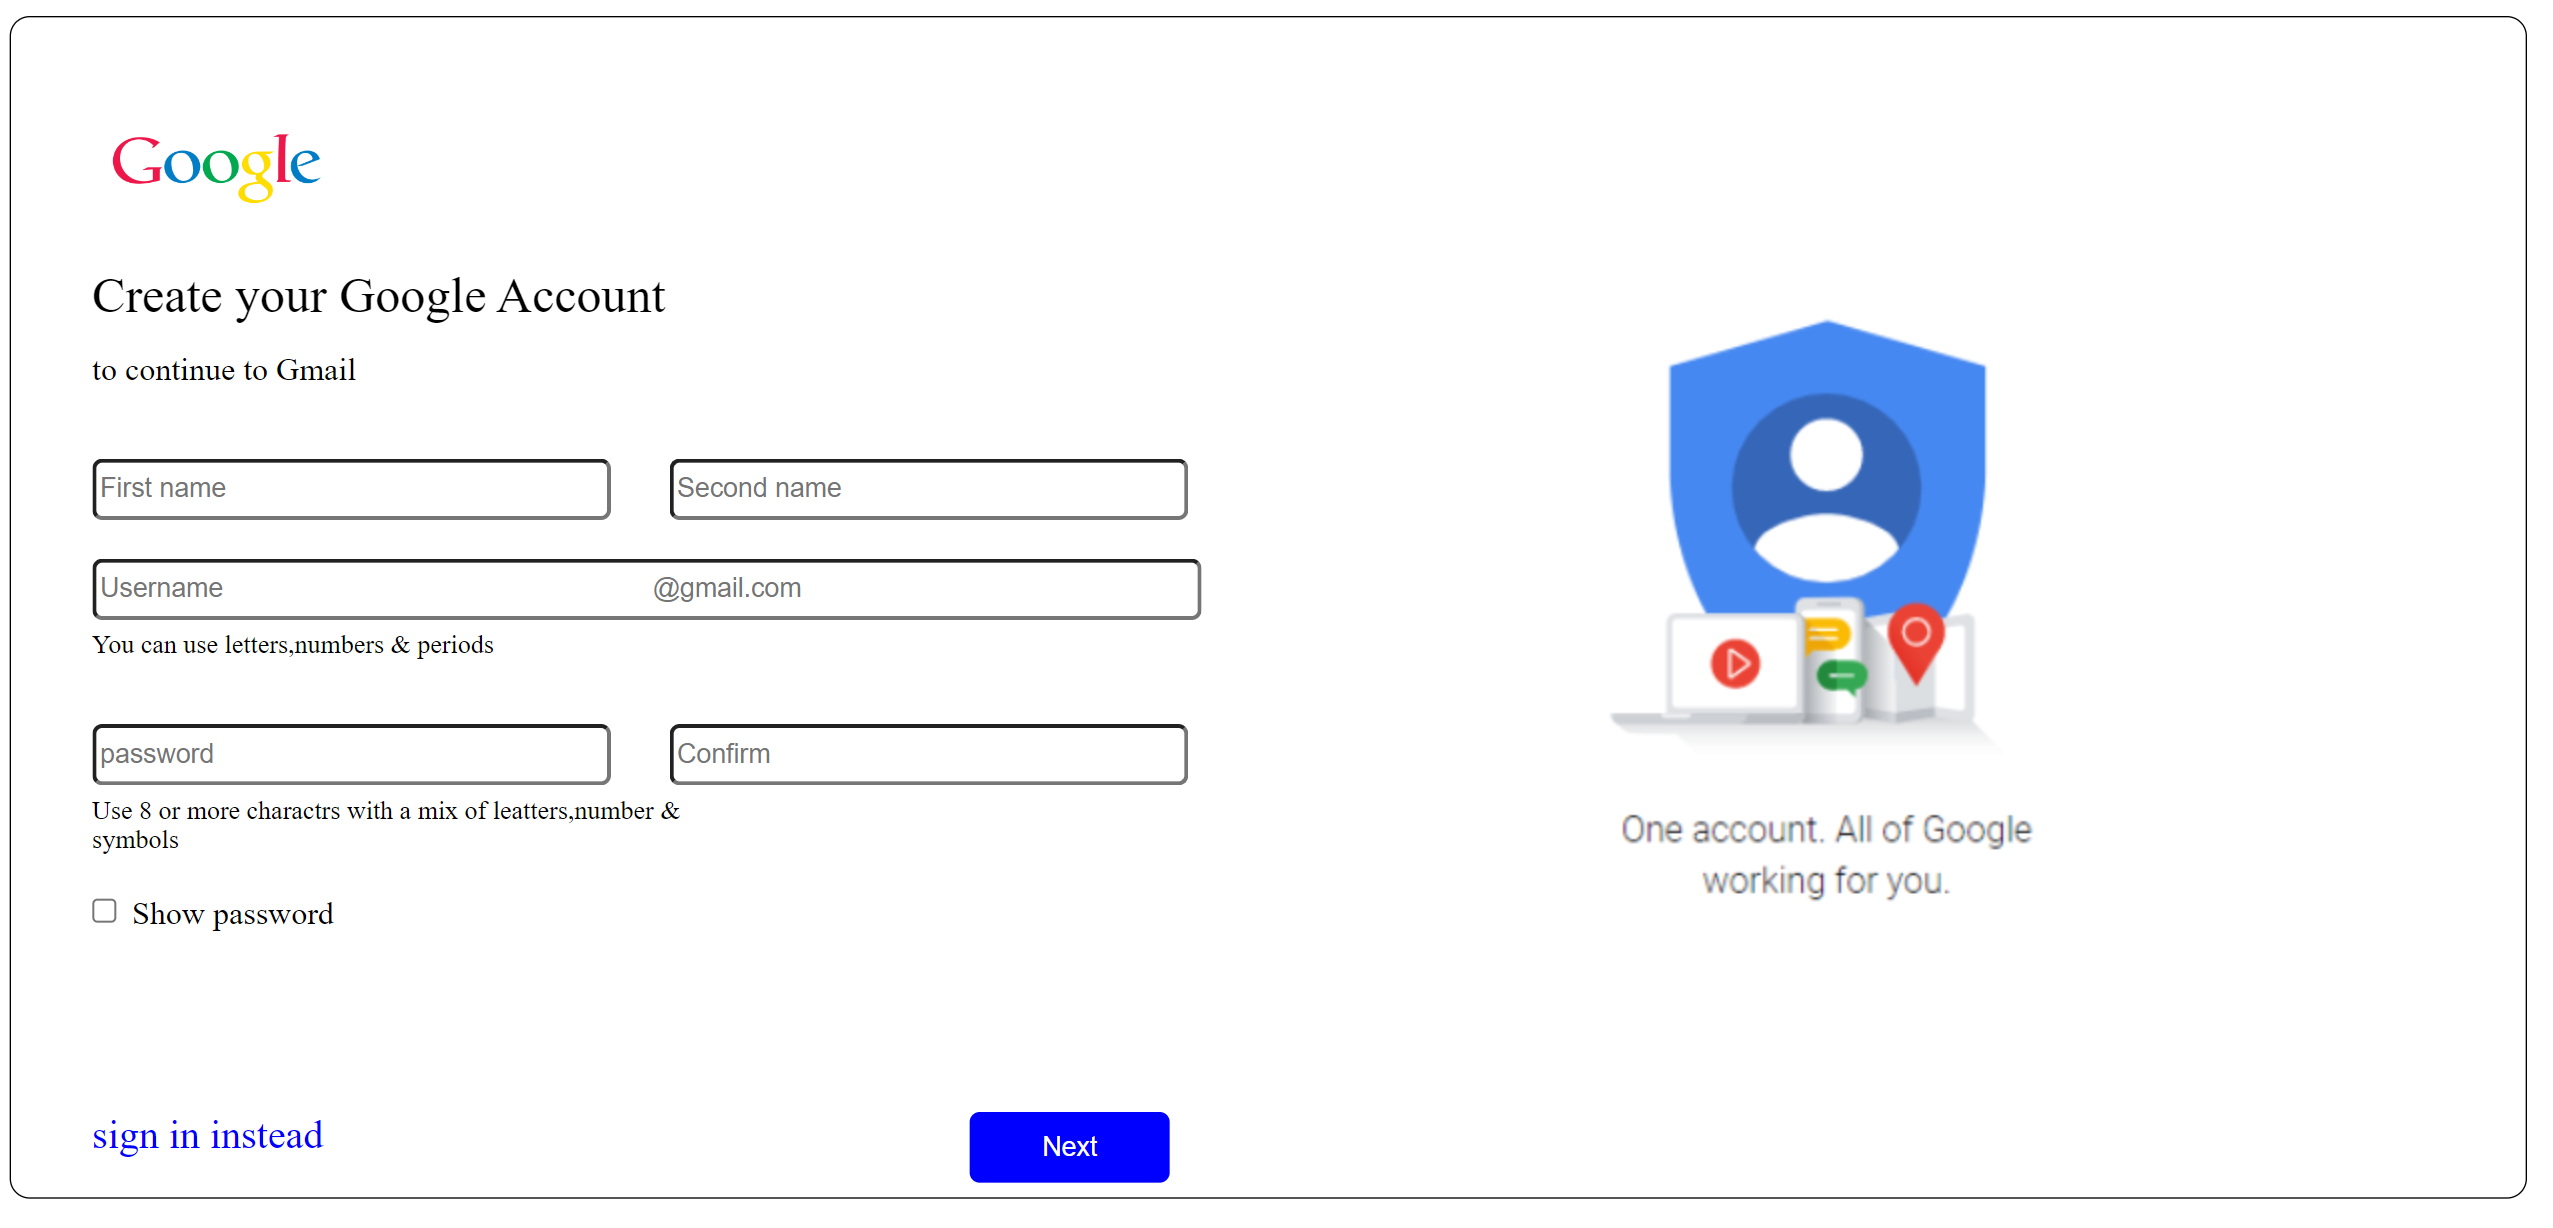 Google
Create your Google Account
to continue to Gmail
First name
Second name
Username @gmail.com
You can use letters,numbers & periods
password
Confirm
Use 8 or more charactrs with a mix of leatters,number &
symbols
Show password
sign in instead
Next
One account. All of Google
working for you.